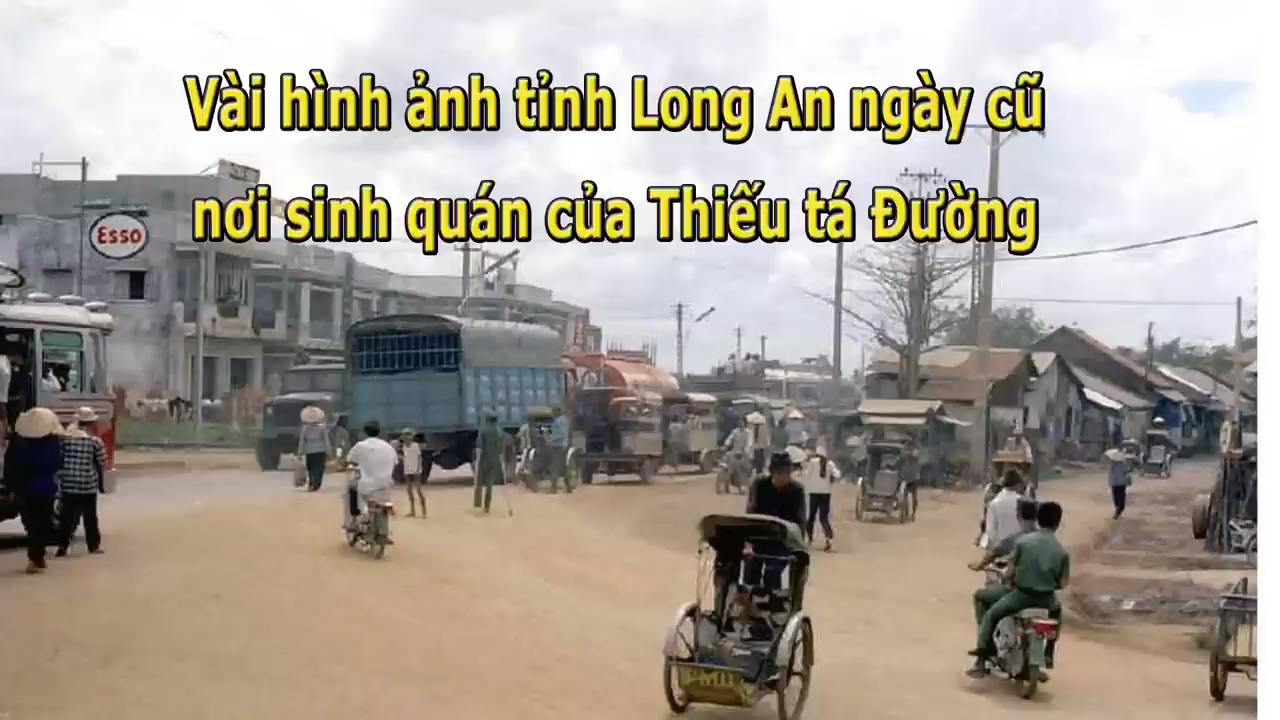 Vài hình ảnh tỉnh Long An ngày cũ
nơi sinh quán của Thiếu tá Đường
Esso